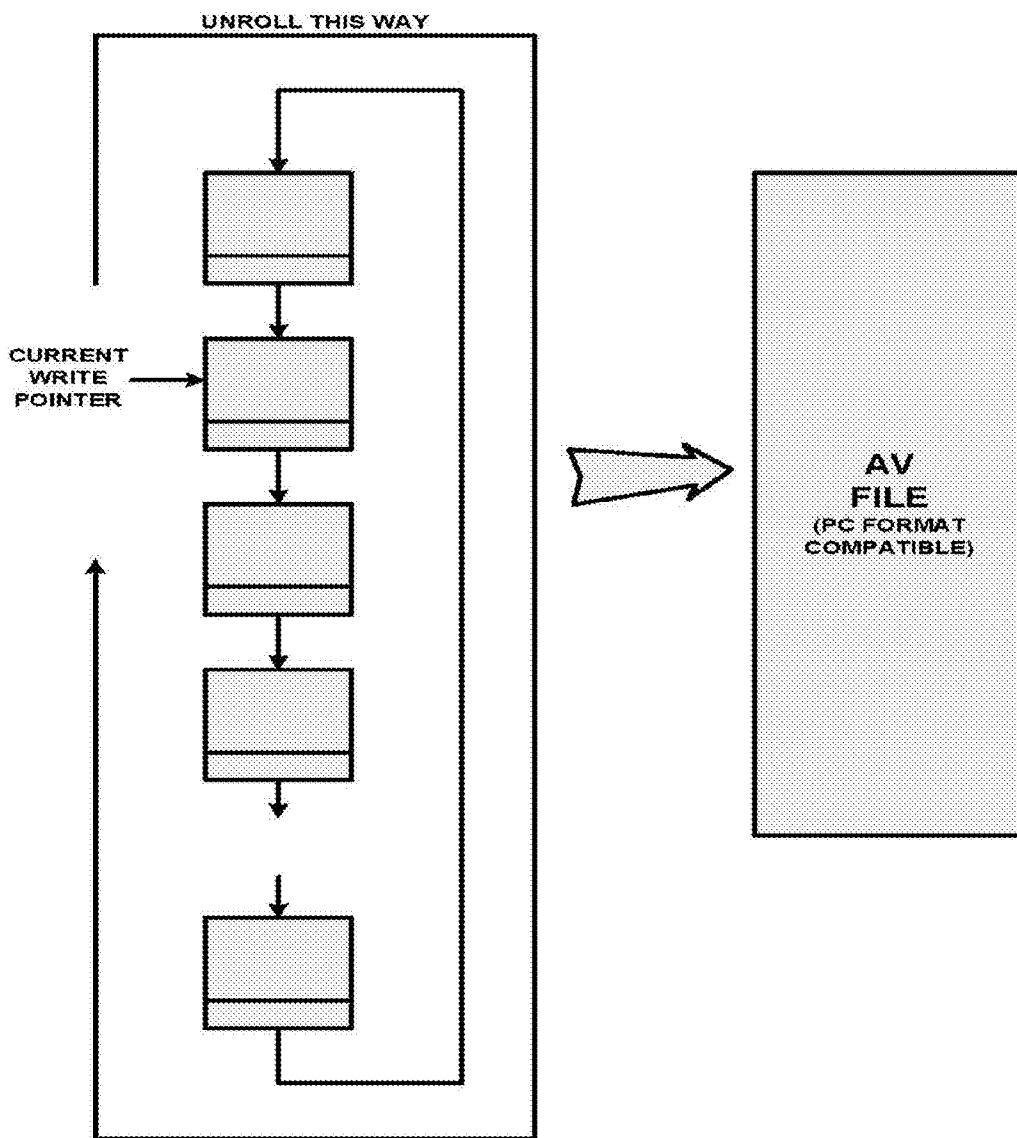 UNROLL THIS WAY
CURRENT
WRITE
POINTER
AV
FILE
(PC FORMAT
COMPATIBLE)